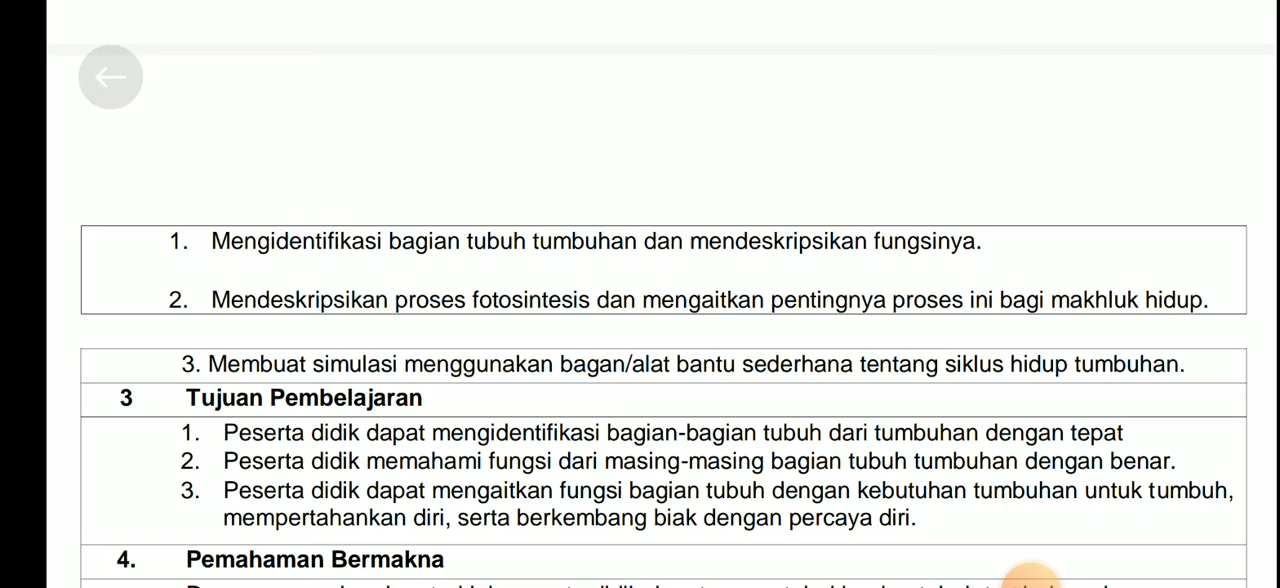 1. Mengidentifikasi bagian tubuh tumbuhan dan mendeskripsikan fungsinya.
2. Mendeskripsikan proses fotosintesis dan mengaitkan pentingnya proses ini bagi makhluk hidup.
3. Membuat simulasi menggunakan bagan/alat bantu sederhana tentang siklus hidup tumbuhan.
3 Tujuan Pembelajaran
1. Peserta didik dapat mengidentifikasi bagian-bagian tubuh dari tumbuhan dengan tepat
2. Peserta didik memahami fungsi dari masing-masing bagian tubuh tumbuhan dengan benar.
3. Peserta didik dapat mengaitkan fungsi bagian tubuh dengan kebutuhan tumbuhan untuk tumbuh,
mempertahankan diri, serta berkembang biak dengan percaya diri.
4. Pemahaman Bermakna